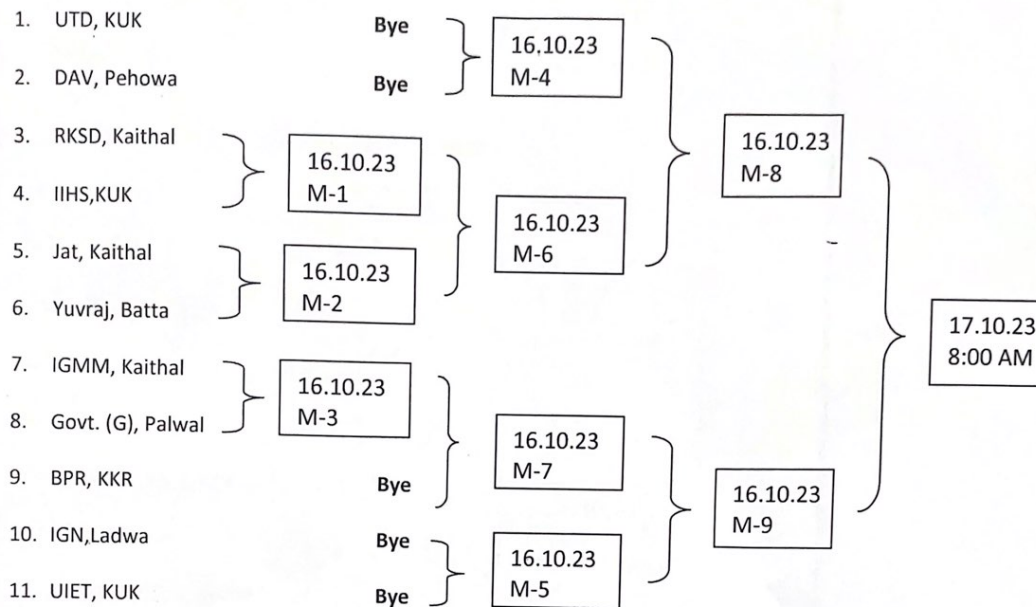 1. UTD, KUK Bye
2. DAV, Pehowa Bye
16.10.23
M-4
3. RKSD, Kaithal
4. IIHS,KUK
16.10.23
M-1
5. Jat, Kaithal
6. Yuvraj, Batta
16.10.23
M-2
16.10.23
M-6
16.10.23
M-8
7. IGMM, Kaithal
8. Govt. (G), Palwal
16.10.23
M-3
9. BPR, KKR Bye
16.10.23
M-7
10. IGN,Ladwa Bye
11. UIET, KUK Bye
16.10.23
M-5
16.10.23
M-9
17.10.23
8:00 AM